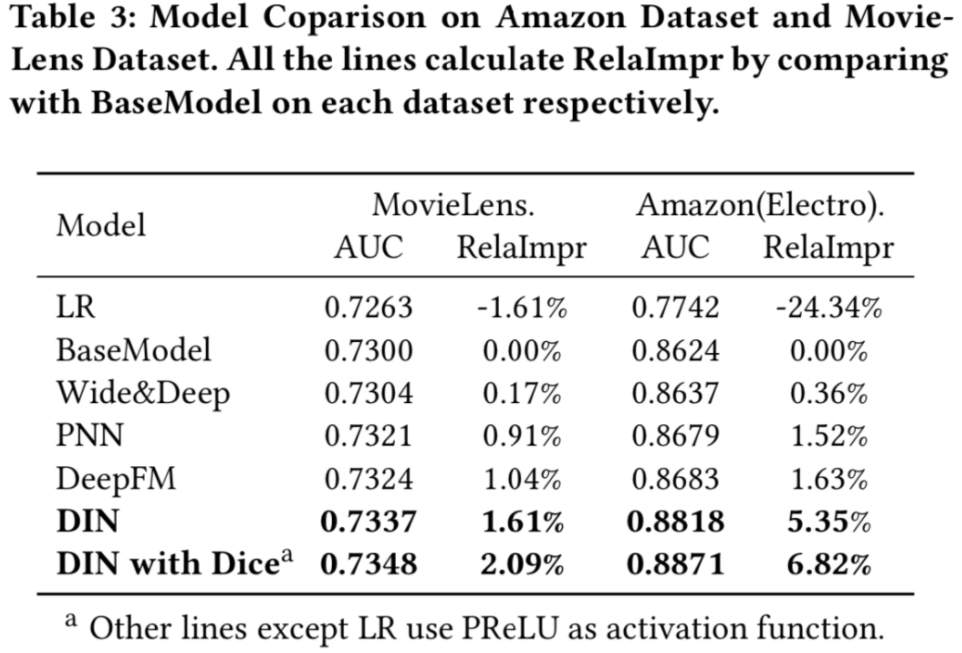 Table 3: Model Coparison on Amazon Dataset and Movie-
Lens Dataset. All the lines calculate RelaImpr by comparing
with BaseModel on each dataset respectively.
Model MovieLens. Amazon(Electro).
AUC RelaImpr AUC RelaImpr
LR 0.7263 -1.61% 0.7742 -24.34%
BaseModel 0.7300 0.00% 0.8624 0.00%
Wide&Deep 0.7304 0.17% 0.8637 0.36%
PNN 0.7321 0.91% 0.8679 1.52%
DeepFM 0.7324 1.04% 0.8683 1.63%
DIN 0.7337 1.61% 0.8818 5.35%
DIN with Dice^a 0.7348 2.09% 0.8871 6.82%
^a Other lines except LR use PReLU as activation function.